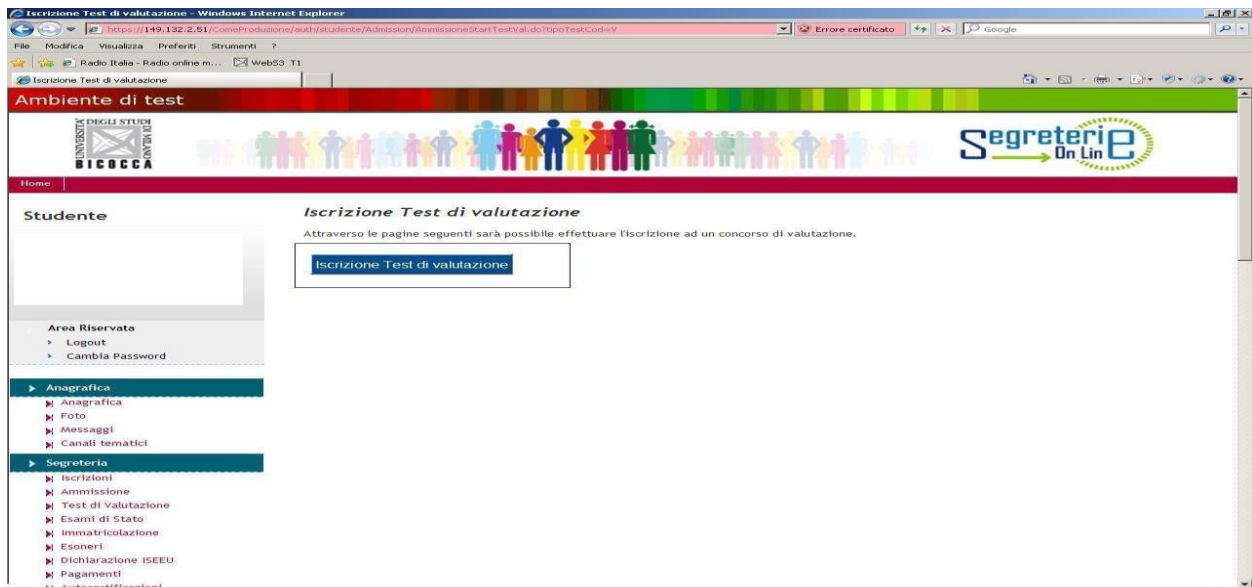 Iscrizione Test di valutazione - Windows Internet Explorer
https://149.132.2.51/ComeProduzione/auth/studente/Admission/AmmissioneStartTestVal.do?tipoTestCod=V
Errore certificato
Google
File Modifica Visualizza Preferiti Strumenti ?
Radio Italia - Radio online m... Web53 T1
Iscrizione Test di valutazione
Ambiente di test
UNIVERSITA' DEGLI STUDI DI MILANO
BICOCCA
Segreterie
On Lin
Home
Studente
Iscrizione Test di valutazione
Attraverso le pagine seguenti sarà possibile effettuare l'iscrizione ad un concorso di valutazione.
Iscrizione Test di valutazione
Area Riservata
Logout
Cambia Password
Anagrafica
Anagrafica
Foto
Messaggi
Canali tematici
Segreteria
Iscrizioni
Ammissione
Test di Valutazione
Esami di Stato
Immatricolazione
Esoneri
Dichiarazione ISEEU
Pagamenti
Autocertificazioni